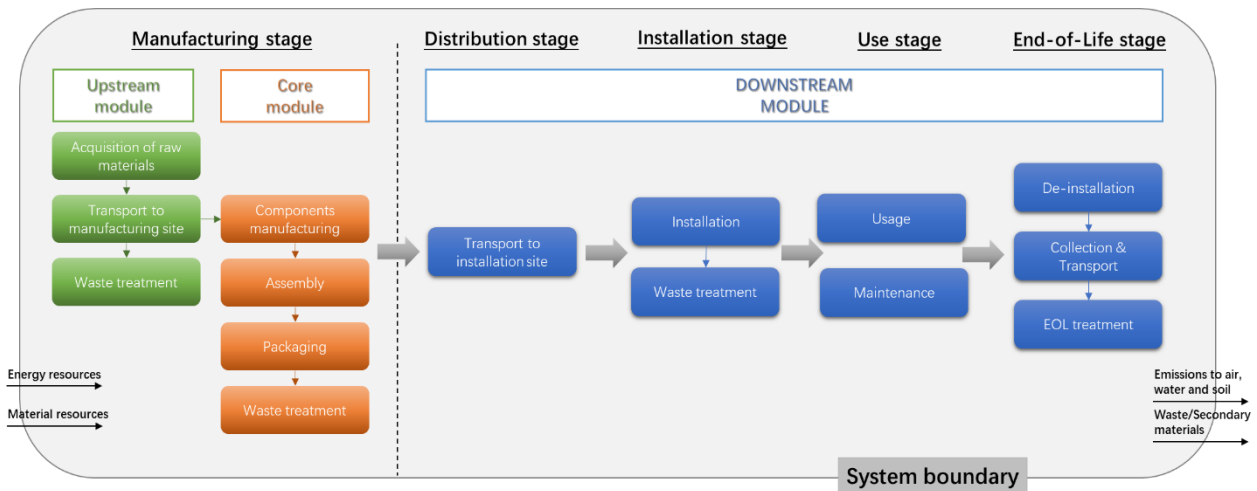 Manufacturing stage
Distribution stage
Installation stage
Use stage
End-of-Life stage
Upstream
module
Core
module
DOWNSTREAM
MODULE
Acquisition of raw
materials
Transport to
manufacturing site
Waste treatment
Components
manufacturing
Assembly
Packaging
Waste treatment
Transport to
installation site
Installation
Waste treatment
Usage
Maintenance
De-installation
Collection &
Transport
EOL treatment
Energy resources
Material resources
Emissions to air,
water and soil
Waste/Secondary
materials
System boundary